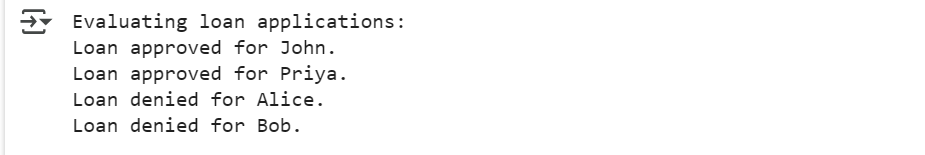 Evaluating loan applications:
Loan approved for John.
Loan approved for Priya.
Loan denied for Alice.
Loan denied for Bob.